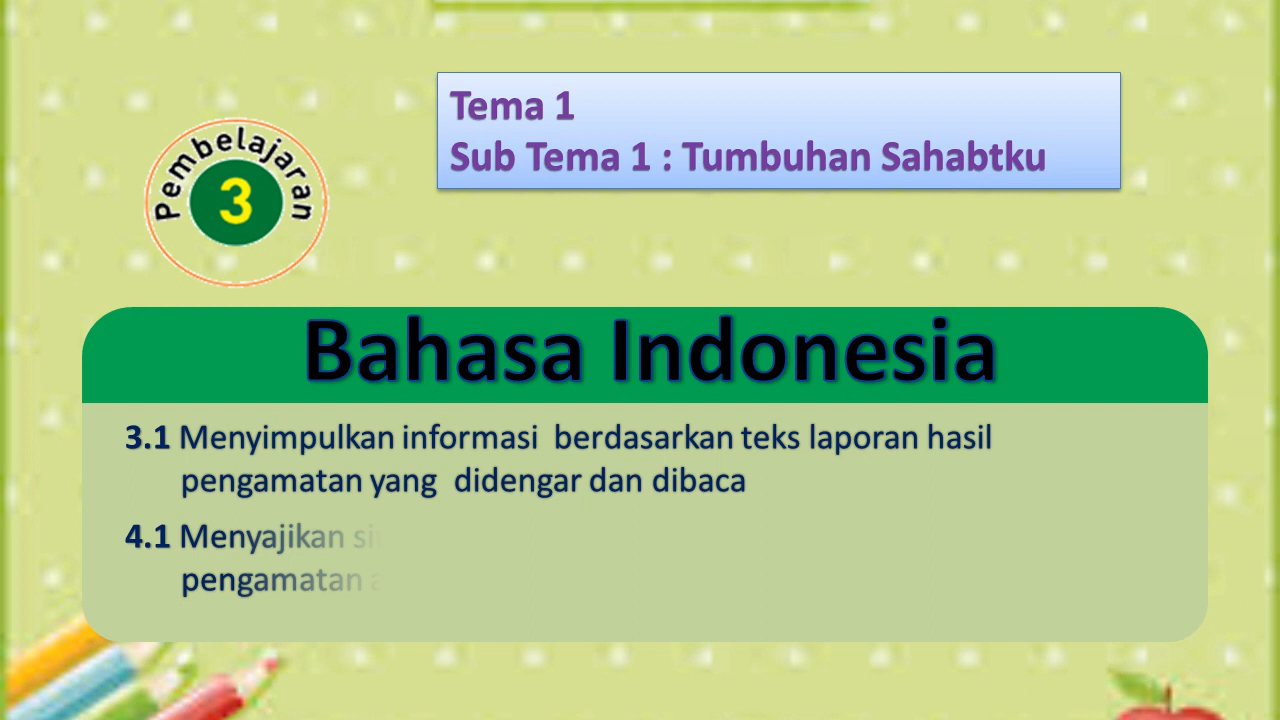 Tema 1
Sub Tema 1 : Tumbuhan Sahabtku
Pembelajaran
3
Bahasa Indonesia
3.1 Menyimpulkan informasi berdasarkan teks laporan hasil
pengamatan yang didengar dan dibaca
4.1 Menyajikan
pengamatan